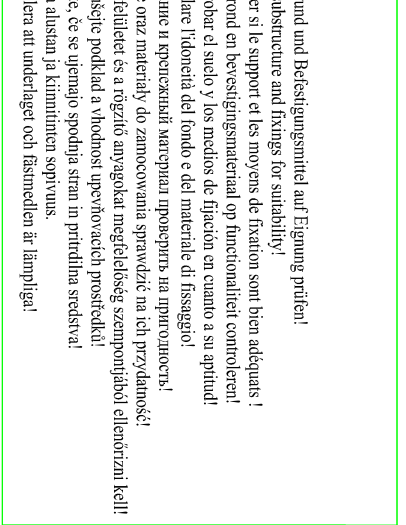 und und Befestigungsmittel auf Eignung prüfen!
ubstructure and fixings for suitability!
er si le support et les moyens de fixation sont bien adéquats !
rond en bevestigingsmateriaal op functionaliteit controleren!
obar el suelo y los medios de fijación en cuanto a su aptitud!
lare l'idoneità del fondo e del materiale di fissaggio!
ние и крепежный материал проверить на пригодность!
e oraz materiały do zamocowania sprawdzić na ich przydatność!
felületet és a rögzítő anyagokat megfelelőség szempontjából ellenőrizni kell!
ušejte podklad a vhodnost upevňovacích prostředků!
te, če se ujemajo spodnja stran in pritrdilna sredstva!
a alustan ja kiinnitinten sopivuus.
lera att underlaget och fästmedlen är lämpliga!